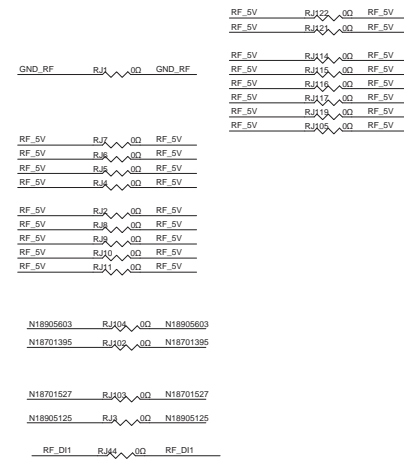 GND_RF RJ1 0Ω GND_RF
RF_5V RJ7 0Ω RF_5V
RF_5V RJ6 0Ω RF_5V
RF_5V RJ5 0Ω RF_5V
RF_5V RJ4 0Ω RF_5V
RF_5V RJ2 0Ω RF_5V
RF_5V RJ8 0Ω RF_5V
RF_5V RJ9 0Ω RF_5V
RF_5V RJ10 0Ω RF_5V
RF_5V RJ11 0Ω RF_5V
N18905603 RJ104 0Ω N18905603
N18701395 RJ102 0Ω N18701395
N18701527 RJ103 0Ω N18701527
N18905125 RJ3 0Ω N18905125
RF_DI1 RJ44 0Ω RF_DI1
RF_5V RJ122 0Ω RF_5V
RF_5V RJ121 0Ω RF_5V
RF_5V RJ114 0Ω RF_5V
RF_5V RJ115 0Ω RF_5V
RF_5V RJ116 0Ω RF_5V
RF_5V RJ117 0Ω RF_5V
RF_5V RJ119 0Ω RF_5V
RF_5V RJ105 0Ω RF_5V